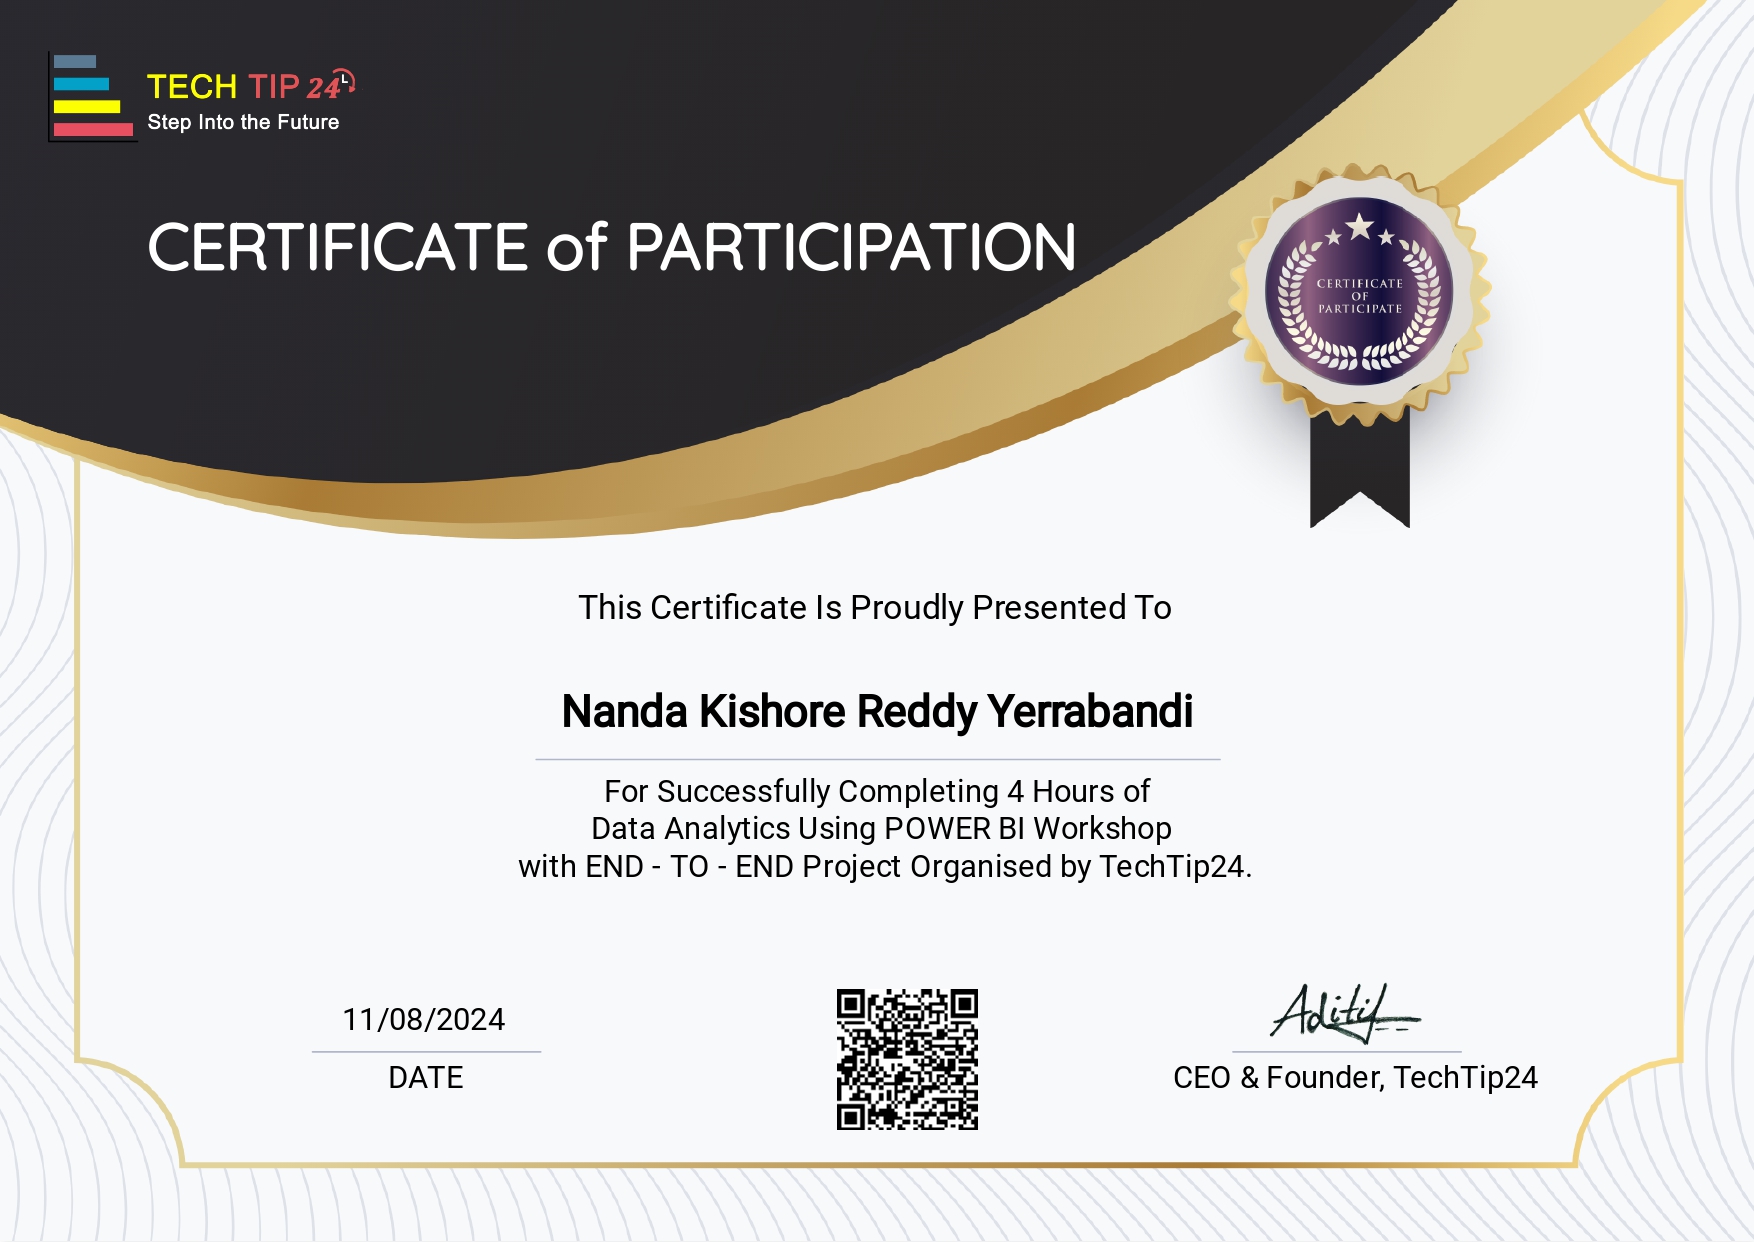 TECH TIP 24
Step Into the Future
CERTIFICATE of PARTICIPATION
CERTIFICATE
OF
PARTICIPATE
This Certificate Is Proudly Presented To
Nanda Kishore Reddy Yerrabandi
For Successfully Completing 4 Hours of
Data Analytics Using POWER BI Workshop
with END - TO - END Project Organised by TechTip24.
11/08/2024
DATE
Aditi
CEO & Founder, TechTip24